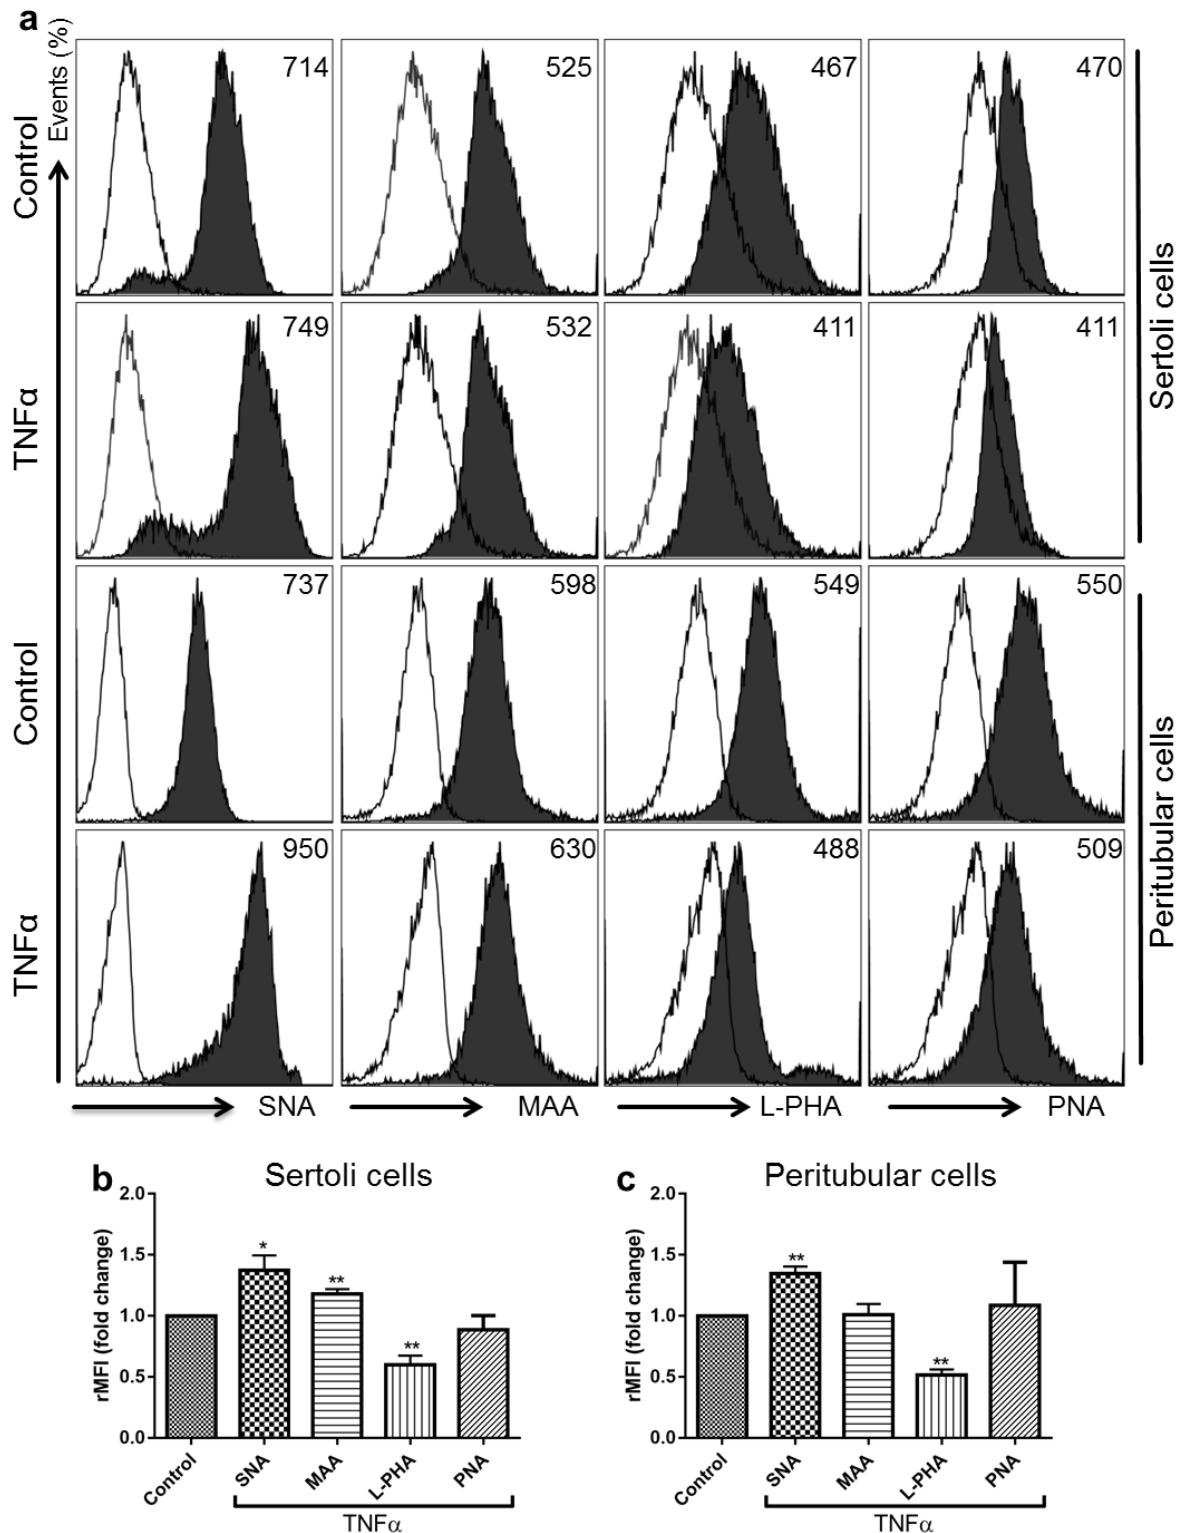 a
Events (%)
Control
714
525
467
470
TNFα
749
532
411
411
Sertoli cells
Control
737
598
549
550
TNFα
950
630
488
509
Peritubular cells
SNA
MAA
L-PHA
PNA
b
Sertoli cells
rMFI (fold change)
2.0
1.5
1.0
0.5
0.0
*
**
**
Control
SNA
MAA
L-PHA
PNA
TNFα
c
Peritubular cells
rMFI (fold change)
2.0
1.5
1.0
0.5
0.0
**
**
Control
SNA
MAA
L-PHA
PNA
TNFα